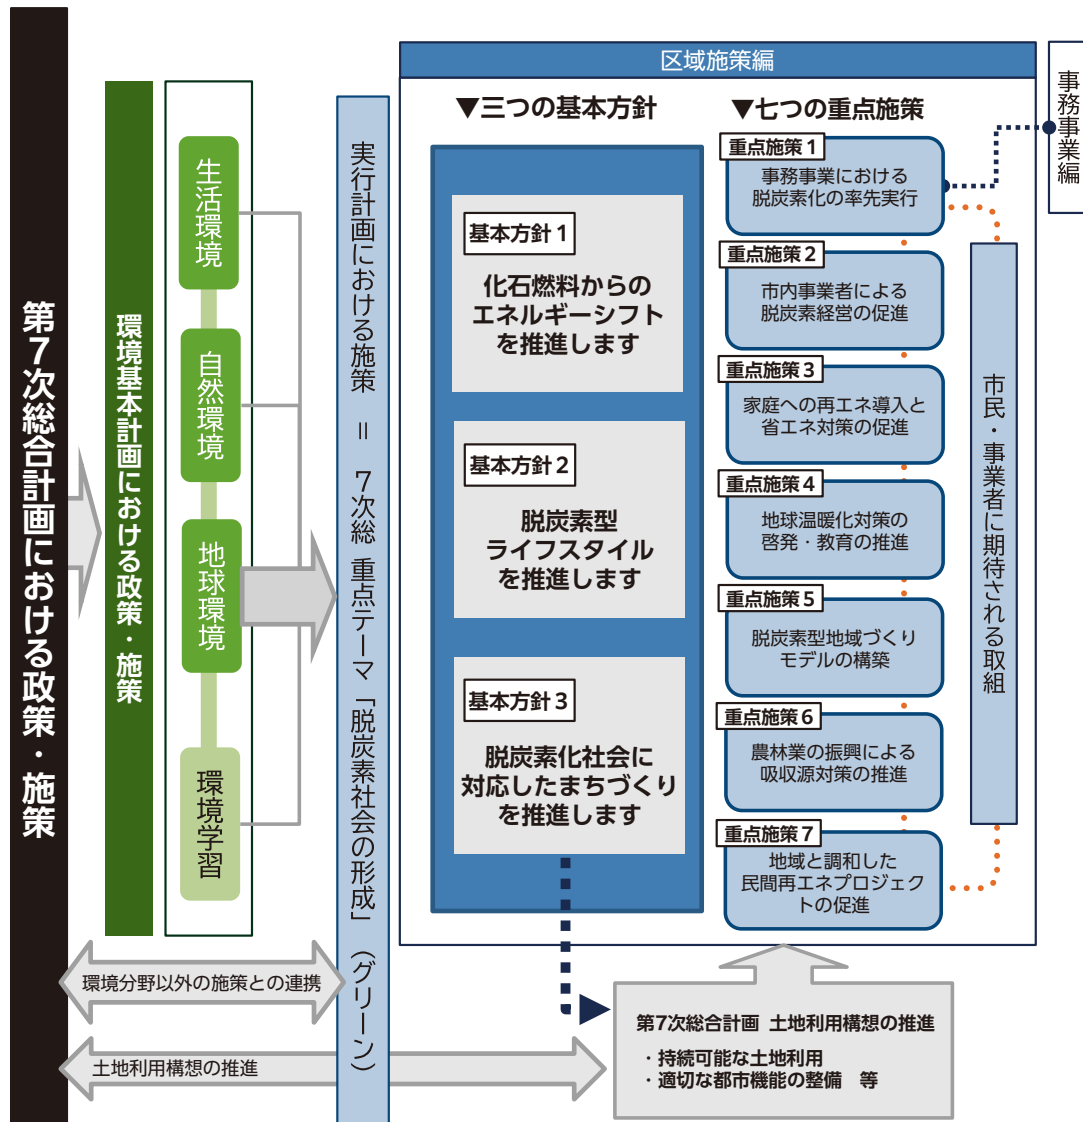 第7次総合計画における政策・施策
環境基本計画における政策・施策
生活環境
自然環境
地球環境
環境学習
実行計画における施策 ＝ 7次総 重点テーマ「脱炭素社会の形成」（グリーン）
区域施策編
▼三つの基本方針
基本方針1
化石燃料からの
エネルギーシフト
を推進します
基本方針2
脱炭素型
ライフスタイル
を推進します
基本方針3
脱炭素化社会に
対応したまちづくり
を推進します
▼七つの重点施策
重点施策1
事務事業における
脱炭素化の率先実行
重点施策2
市内事業者による
脱炭素経営の促進
重点施策3
家庭への再エネ導入と
省エネ対策の促進
重点施策4
地球温暖化対策の
啓発・教育の推進
重点施策5
脱炭素型地域づくり
モデルの構築
重点施策6
農林業の振興による
吸収源対策の推進
重点施策7
地域と調和した
民間再エネプロジェク
トの促進
市民・事業者に期待される取組
事務事業編
環境分野以外の施策との連携
土地利用構想の推進
第7次総合計画 土地利用構想の推進
・持続可能な土地利用
・適切な都市機能の整備　等